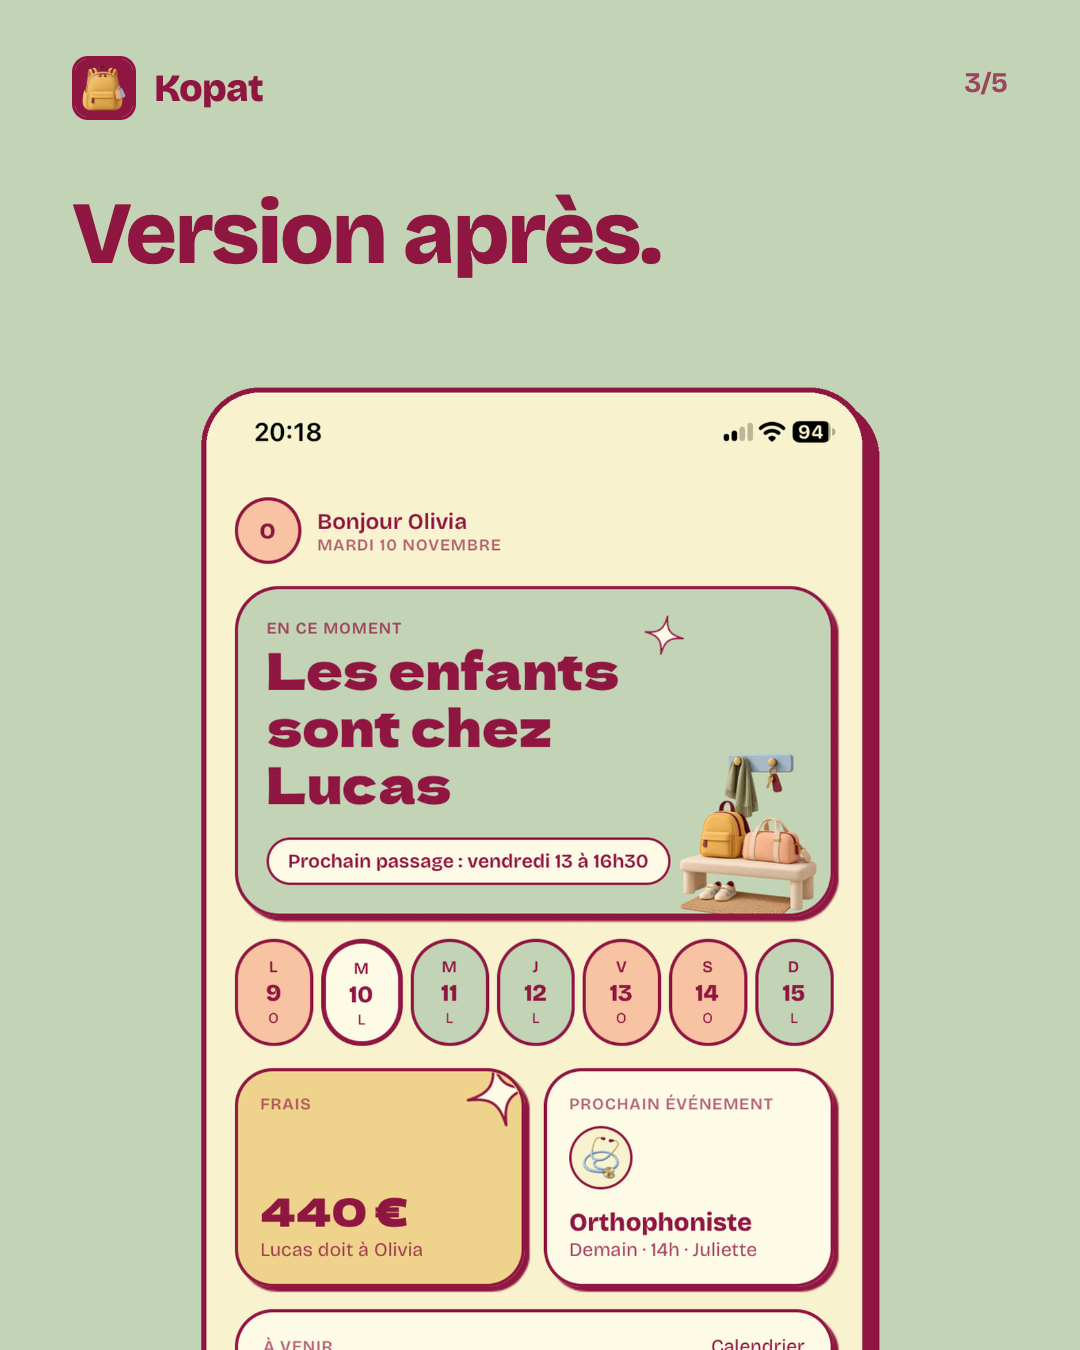 Kopat
3/5
Version après.
20:18
94
O
Bonjour Olivia
MARDI 10 NOVEMBRE
EN CE MOMENT
Les enfants
sont chez
Lucas
Prochain passage : vendredi 13 à 16h30
L M M J V S D
9 10 11 12 13 14 15
O L L L O O L
FRAIS
440 €
Lucas doit à Olivia
PROCHAIN ÉVÉNEMENT
Orthophoniste
Demain · 14h · Juliette
À VENIR
Calendrier